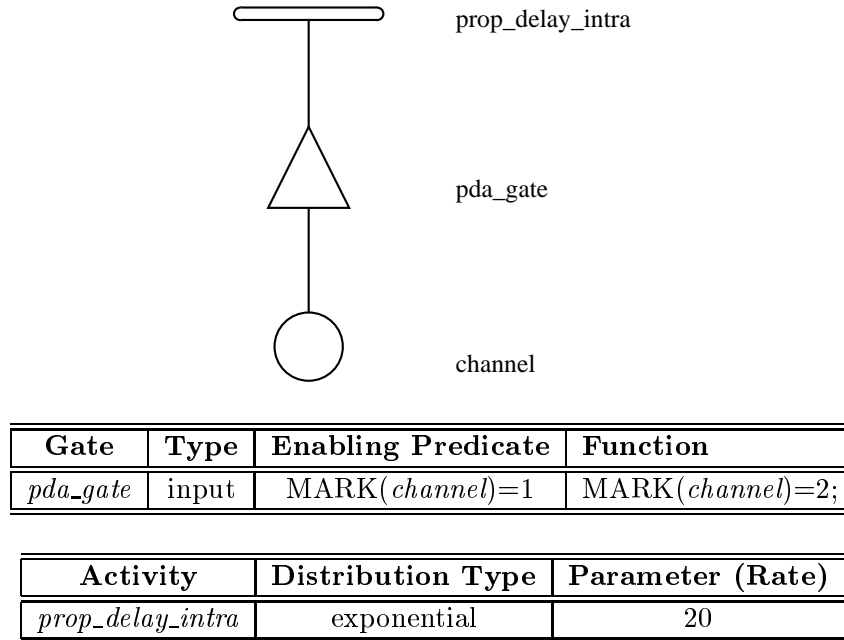 prop_delay_intra
pda_gate
channel
Gate Type Enabling Predicate Function
pda_gate input MARK(channel)=1 MARK(channel)=2;
Activity Distribution Type Parameter (Rate)
prop_delay_intra exponential 20